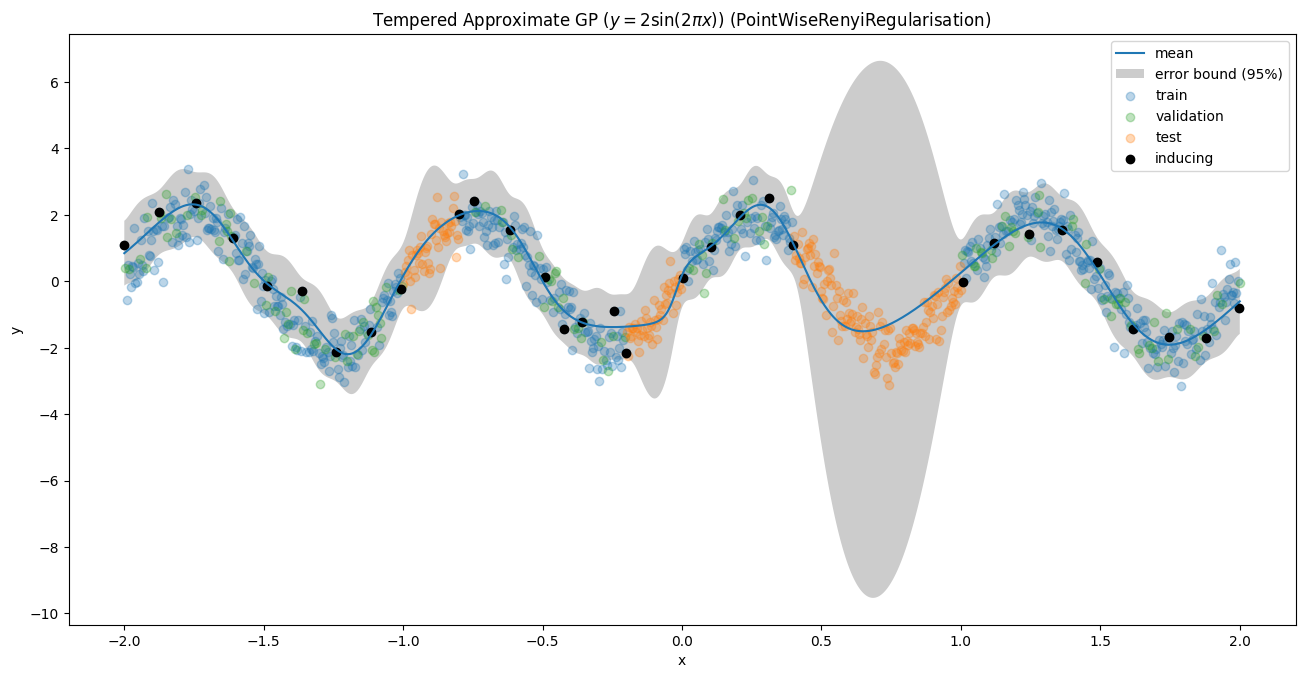 Tempered Approximate GP (y = 2sin(2πx)) (PointWiseRenyiRegularisation)
mean
error bound (95%)
train
validation
test
inducing
6
4
2
0
−2
−4
−6
−8
−10
y
−2.0 −1.5 −1.0 −0.5 0.0 0.5 1.0 1.5 2.0
x